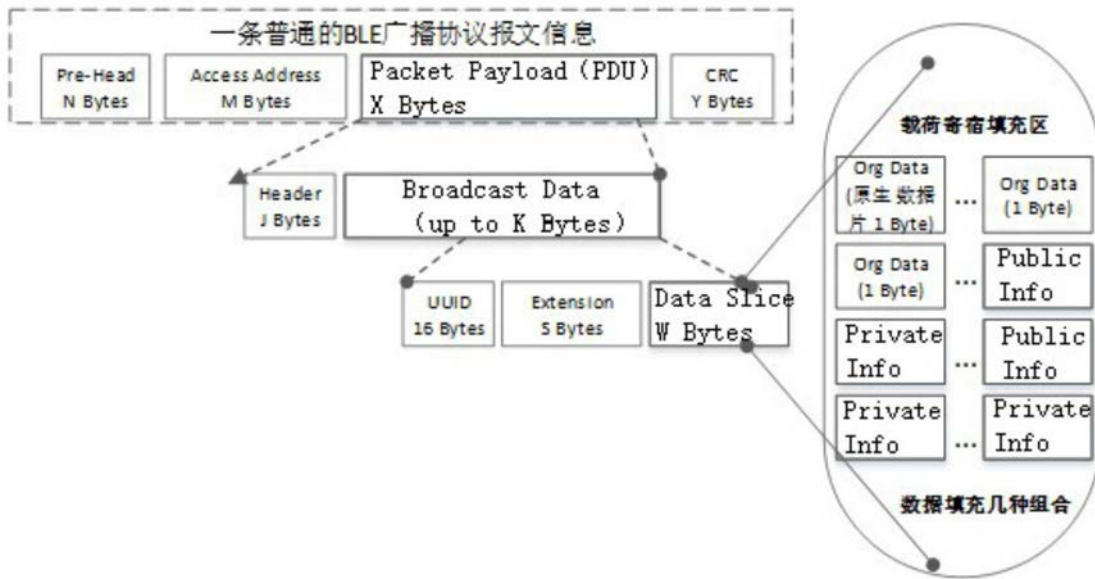 一条普通的BLE广播协议报文信息
Pre-Head
N Bytes
Access Address
M Bytes
Packet Payload (PDU)
X Bytes
CRC
Y Bytes
Header
J Bytes
Broadcast Data
(up to K Bytes)
UUID
16 Bytes
Extension
S Bytes
Data Slice
W Bytes
载荷寄宿填充区
Org Data
(原生 数据
片 1 Byte)
...
Org Data
(1 Byte)
Org Data
(1 Byte)
...
Public
Info
Private
Info
...
Public
Info
Private
Info
...
Private
Info
数据填充几种组合